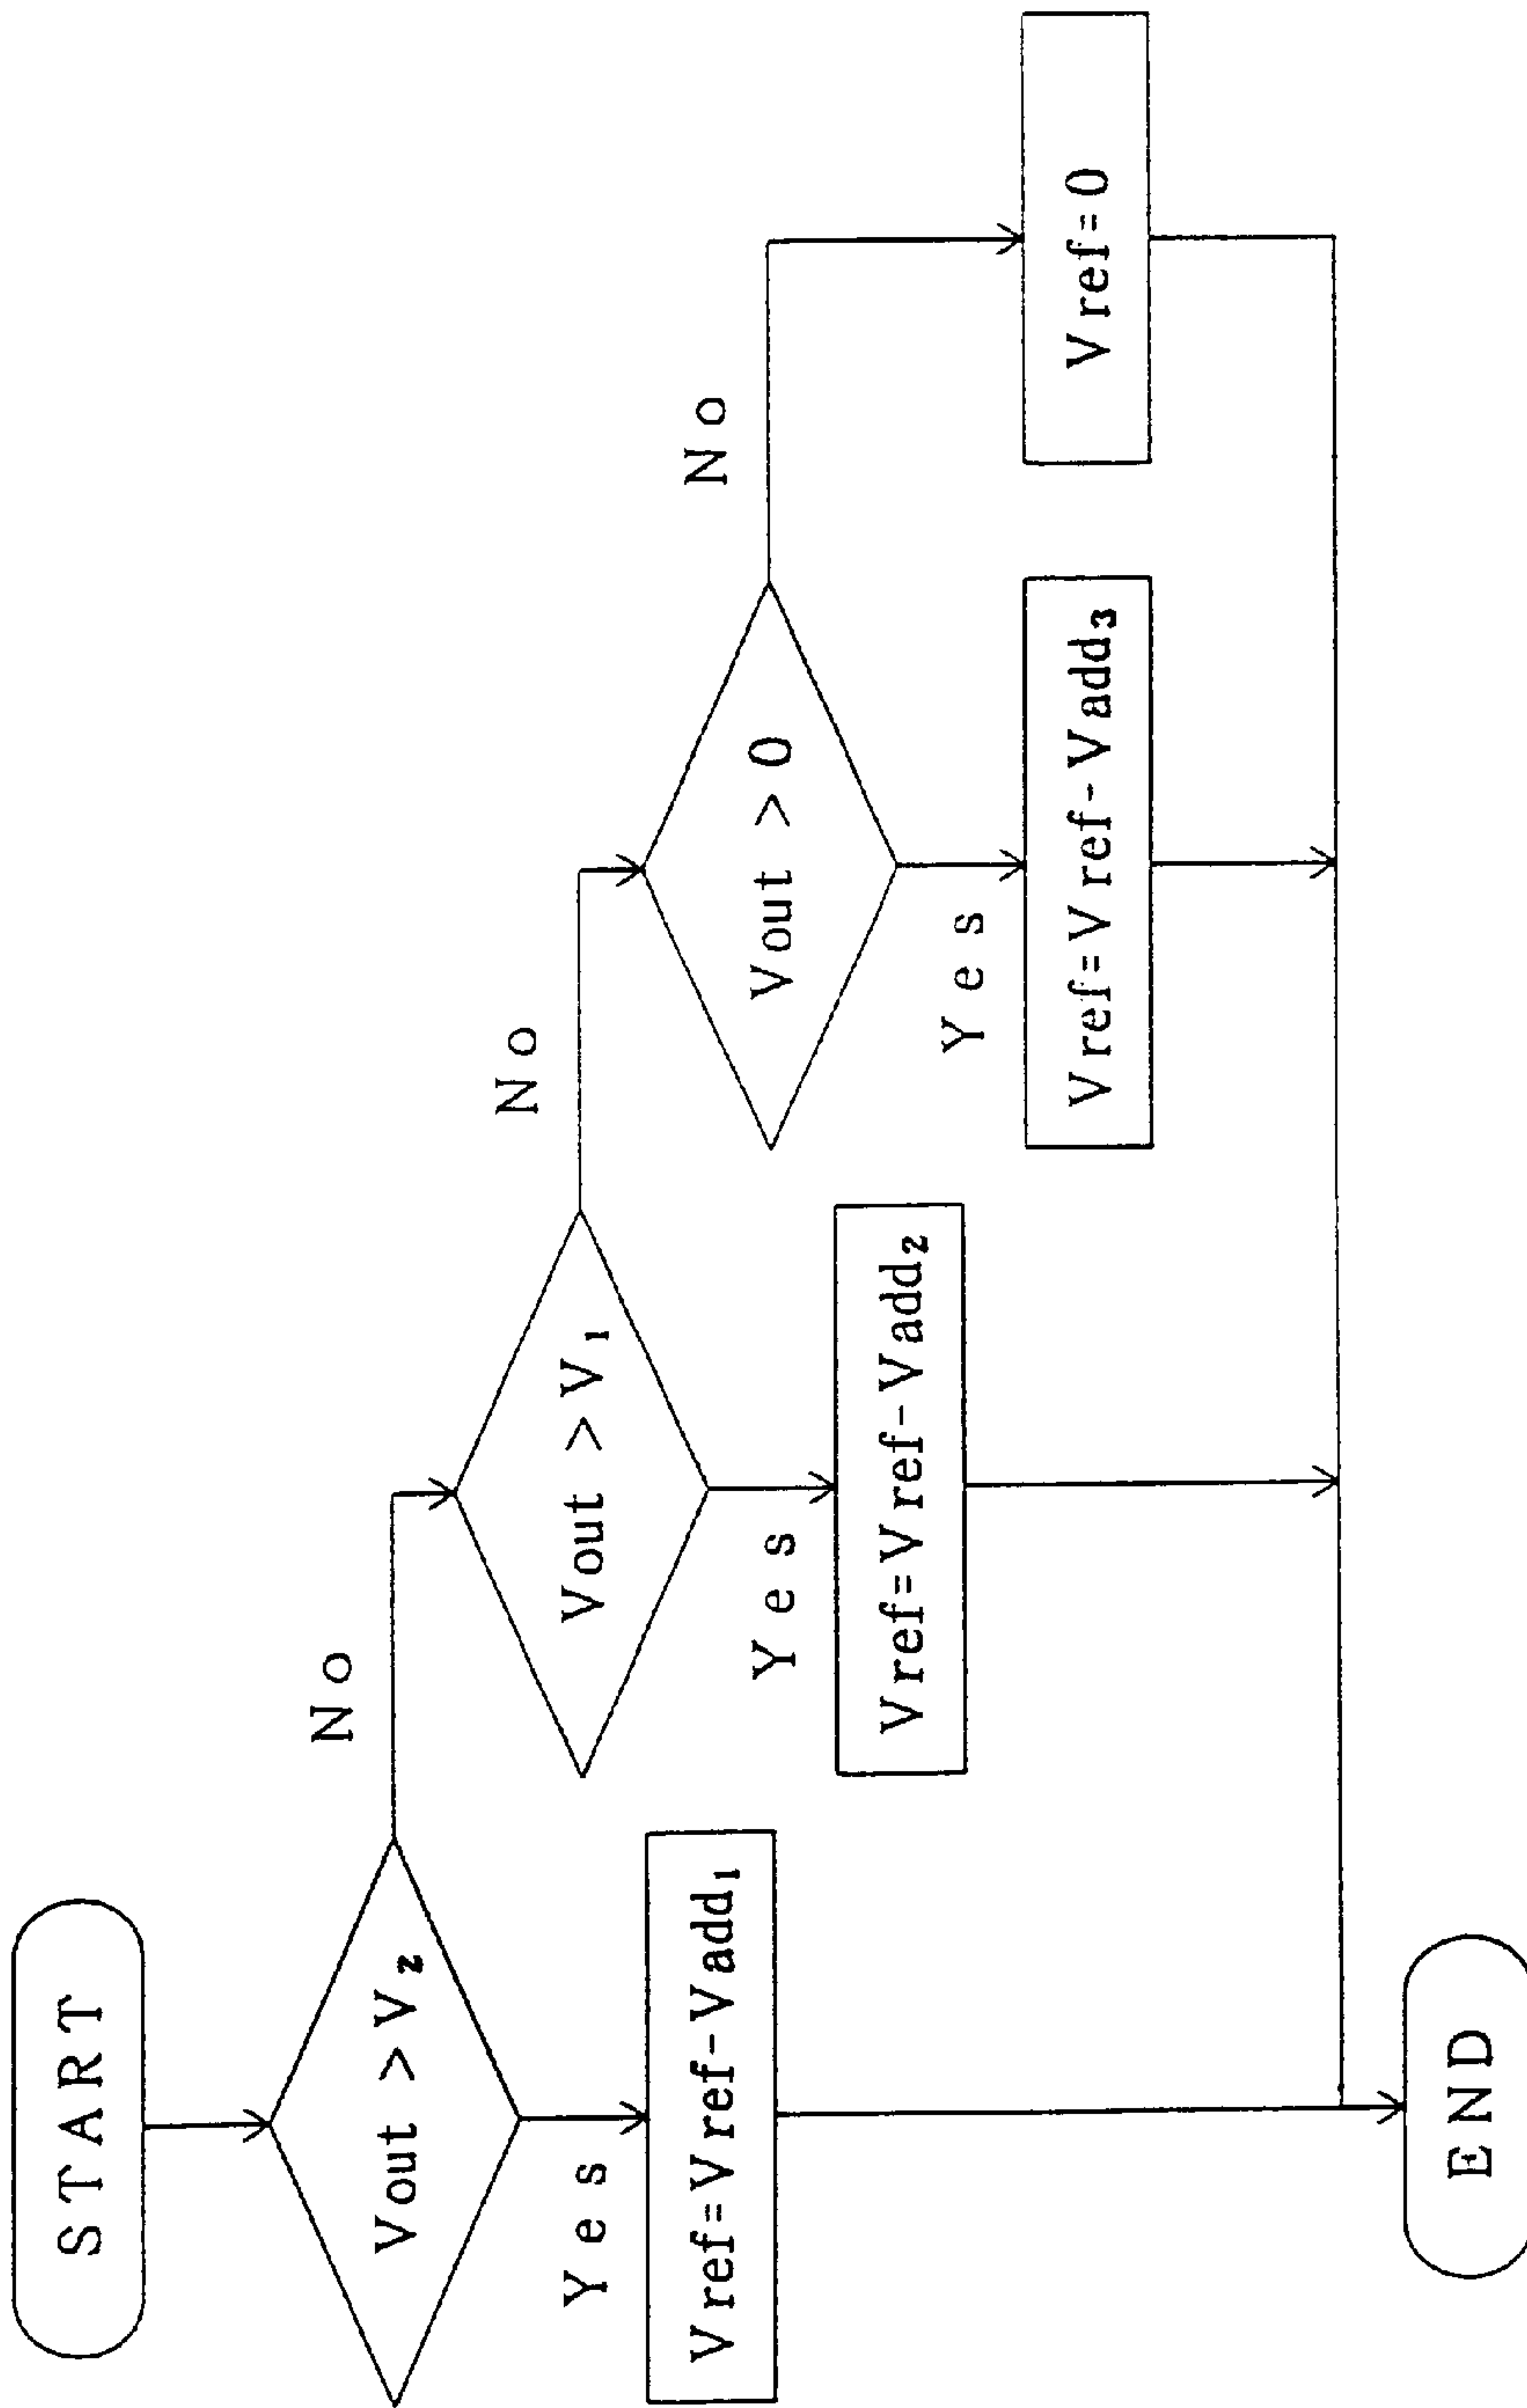 START
Vout > V₂
No
Yes
Vref=Vref-Vadd₁
Vout > V₁
No
Yes
Vref=Vref-Vadd₂
Vout > 0
No
Yes
Vref=Vref-Vadd₃
Vref=0
END